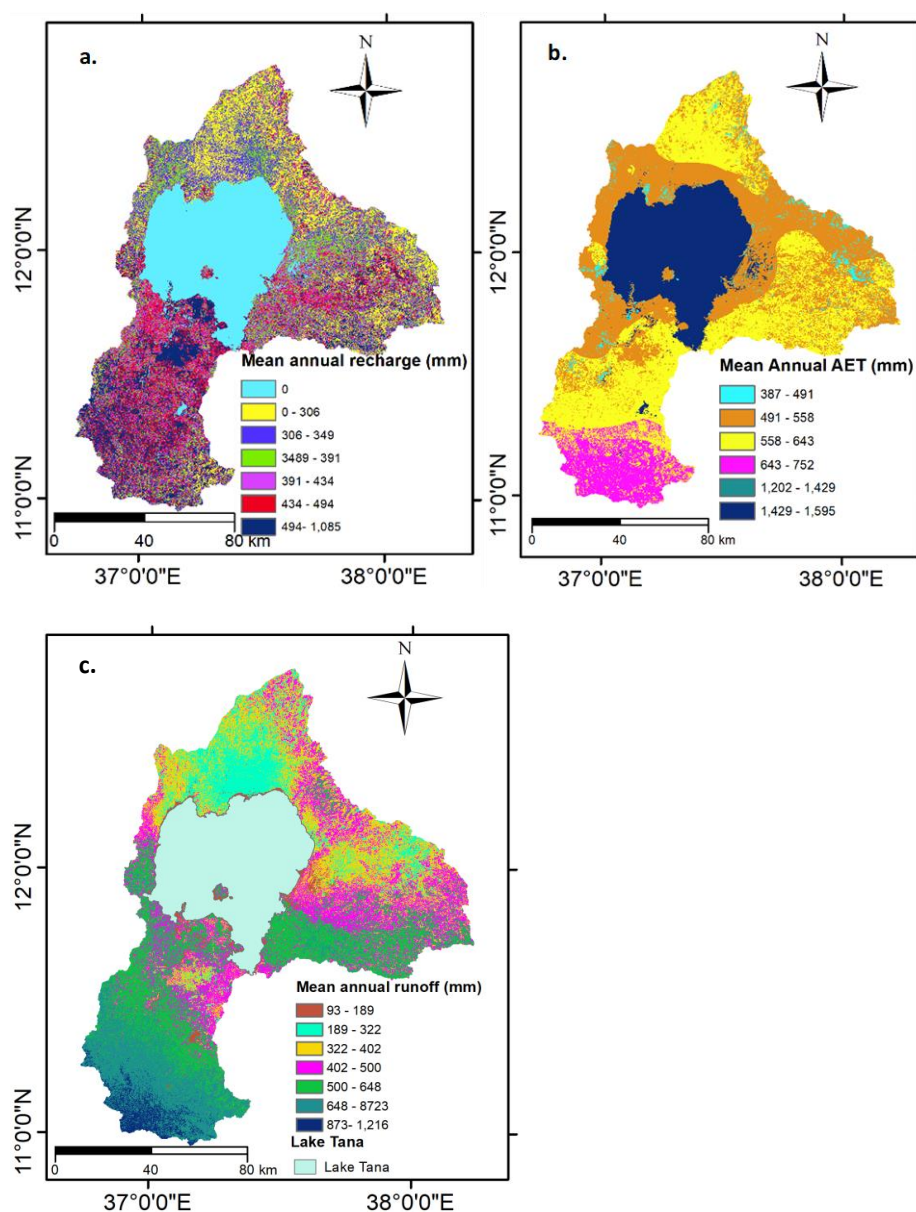 a.
N
12°0'0"N
11°0'0"N
Mean annual recharge (mm)
0
0 - 306
306 - 349
3489 - 391
391 - 434
434 - 494
494- 1,085
0 40 80 km
37°0'0"E 38°0'0"E
b.
N
12°0'0"N
11°0'0"N
Mean Annual AET (mm)
387 - 491
491 - 558
558 - 643
643 - 752
1,202 - 1,429
1,429 - 1,595
0 40 80 km
37°0'0"E 38°0'0"E
c.
N
12°0'0"N
11°0'0"N
Mean annual runoff (mm)
93 - 189
189 - 322
322 - 402
402 - 500
500 - 648
648 - 8723
873- 1,216
Lake Tana
Lake Tana
0 40 80 km
37°0'0"E 38°0'0"E